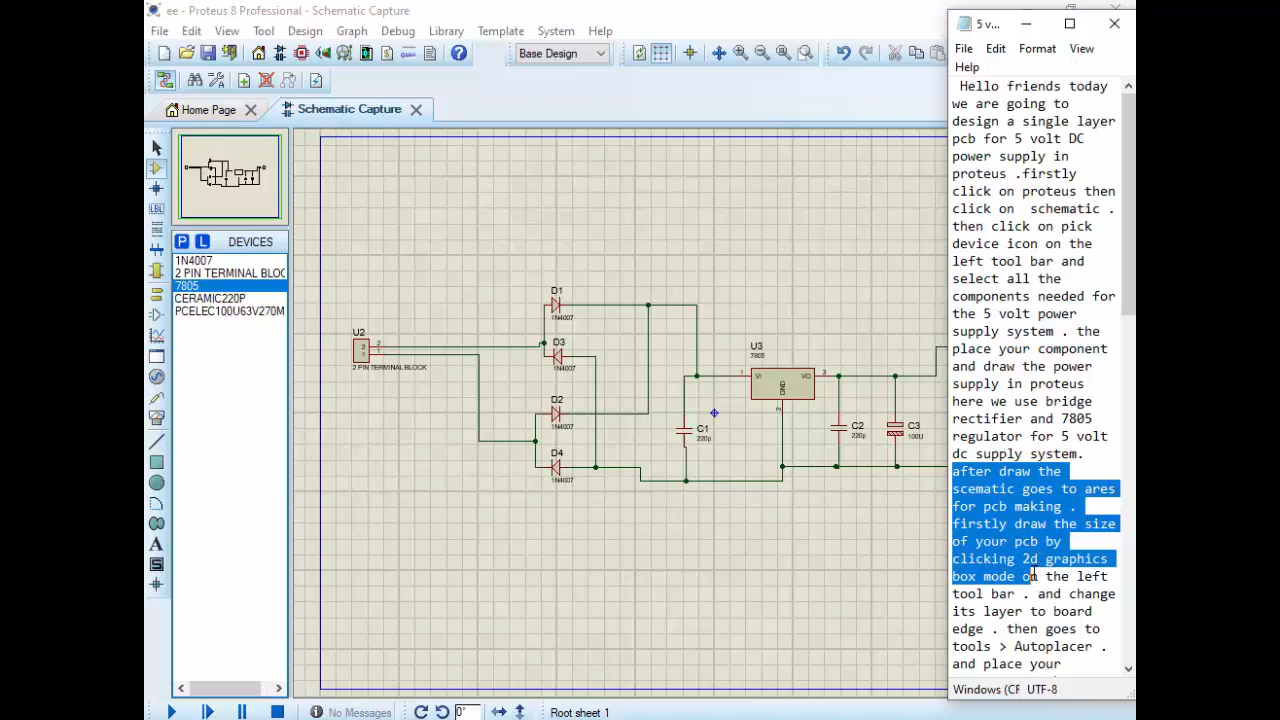 ee - Proteus 8 Professional - Schematic Capture
File Edit View Tool Design Graph Debug Library Template System Help
Base Design
Home Page
Schematic Capture
P L DEVICES
1N4007
2 PIN TERMINAL BLOC
7805
CERAMIC220P
PCELEC100U63V270M
LBL
A
S
U2
2
1
2
1
2 PIN TERMINAL BLOCK
D1
1N4007
D3
1N4007
D2
1N4007
D4
1N4007
U3
7805
1
VI
VO
3
GND
2
C1
220p
C2
220p
C3
100U
No Messages
0°
Root sheet 1
5 v...
File Edit Format View
Help
Hello friends today
we are going to
design a single layer
pcb for 5 volt DC
power supply in
proteus .firstly
click on proteus then
click on schematic .
then click on pick
device icon on the
left tool bar and
select all the
components needed for
the 5 volt power
supply system . the
place your component
and draw the power
supply in proteus
here we use bridge
rectifier and 7805
regulator for 5 volt
dc supply system.
after draw the
scematic goes to ares
for pcb making .
firstly draw the size
of your pcb by
clicking 2d graphics
box mode on the left
tool bar . and change
its layer to board
edge . then goes to
tools > Autoplacer .
and place your
Windows (CF UTF-8